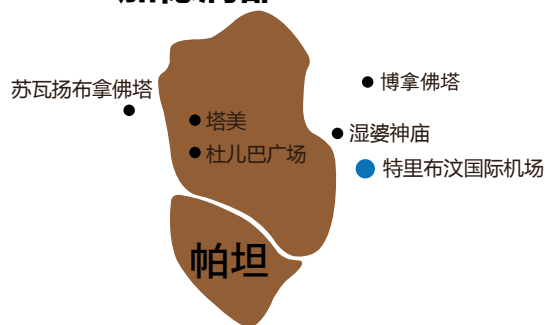 博拿佛塔
苏瓦扬布拿佛塔
塔美
湿婆神庙
杜儿巴广场
特里布汶国际机场
帕坦